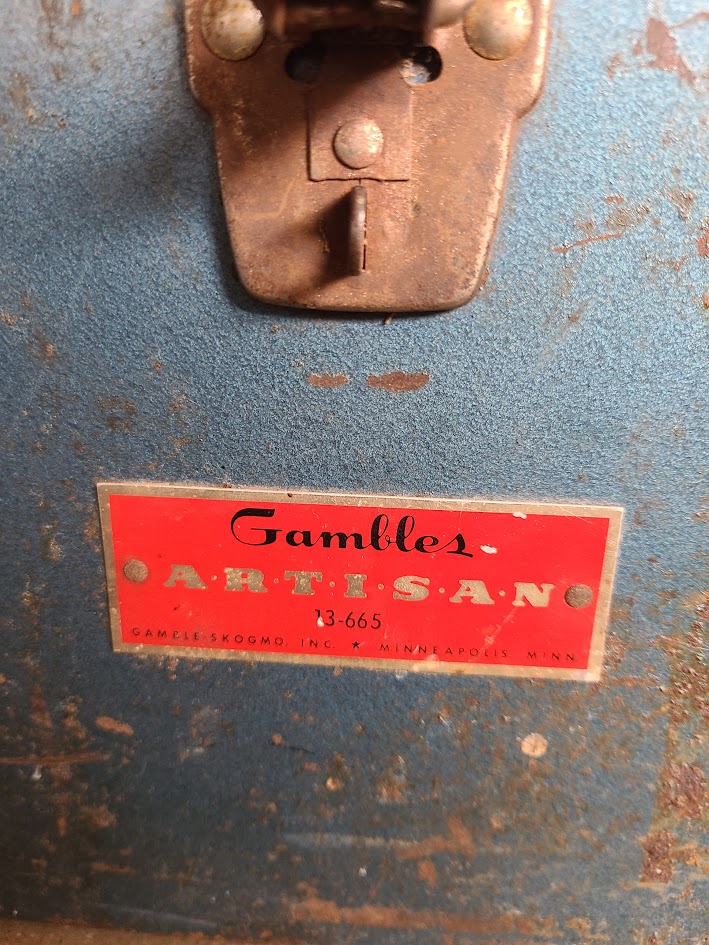 Gambles
A·R·T·I·S·A·N
13-665
GAMBLE-SKOGMO, INC. ★ MINNEAPOLIS MINN.